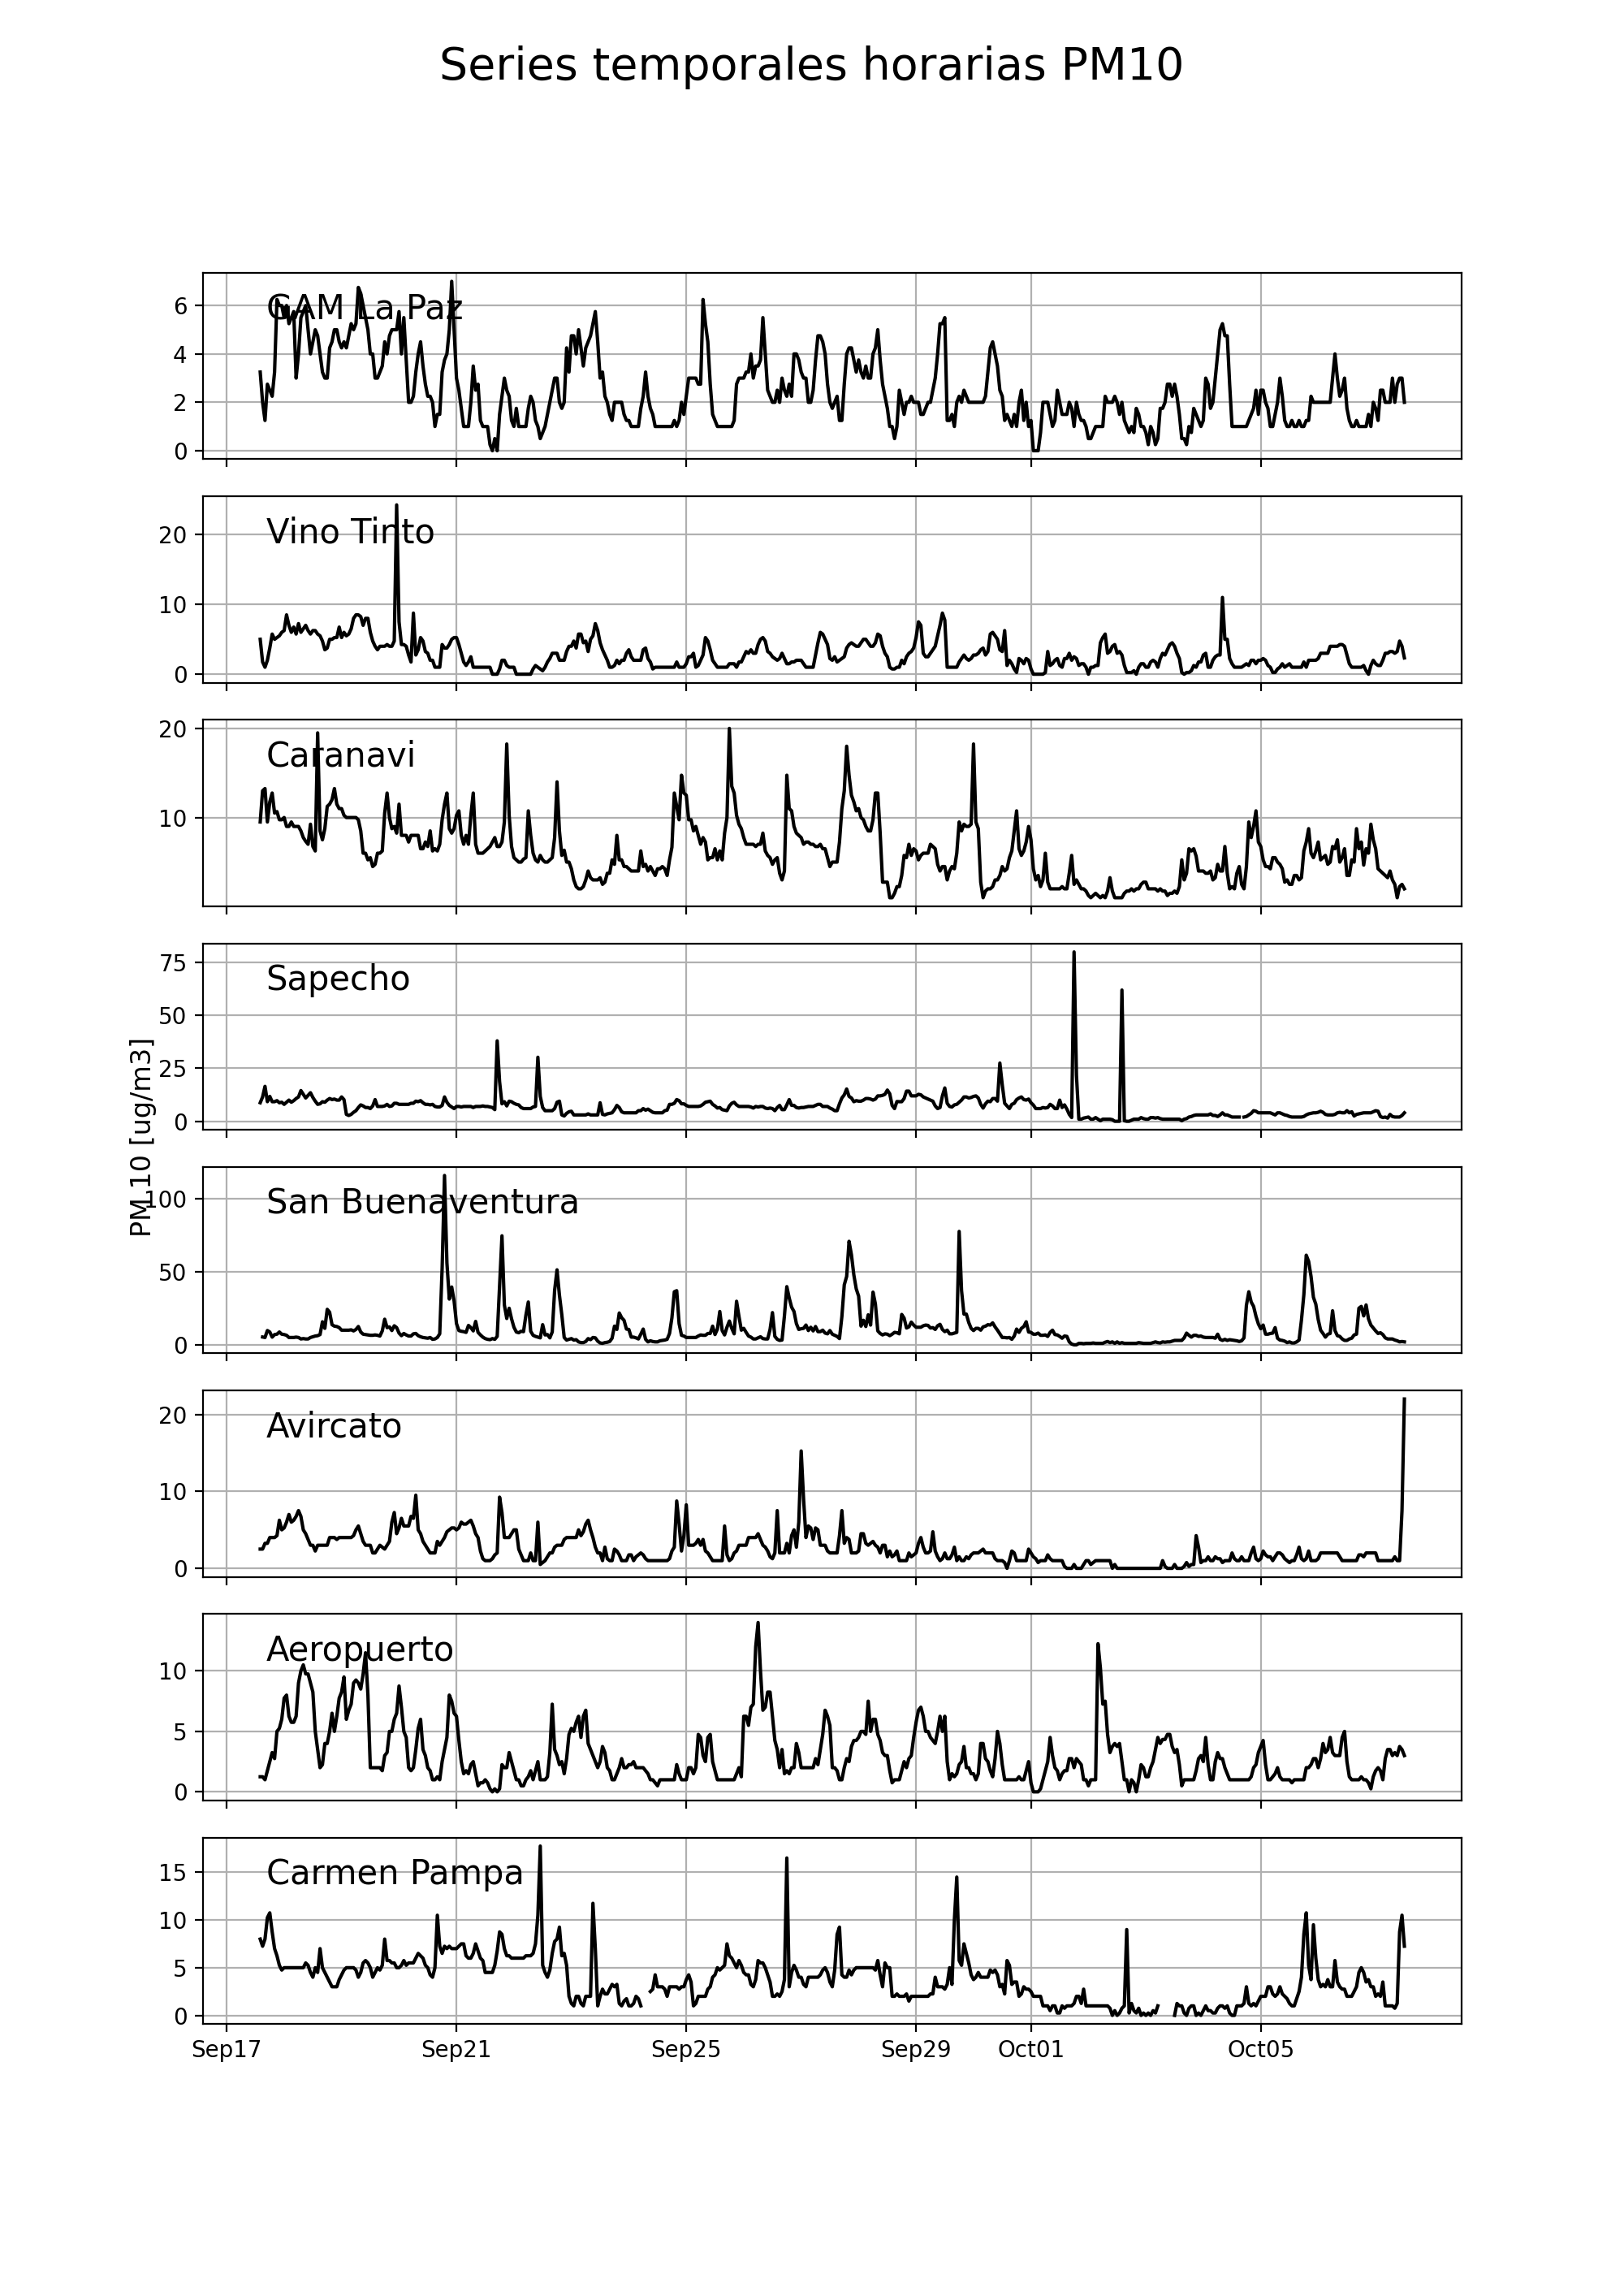 Series temporales horarias PM10
GAM La Paz
6
4
2
0
Vino Tinto
20
10
0
Caranavi
20
10
Sapecho
75
50
25
0
PM 10 [ug/m3]
San Buenaventura
100
50
0
Avircato
20
10
0
Aeropuerto
10
5
0
Carmen Pampa
15
10
5
0
Sep17 Sep21 Sep25 Sep29 Oct01 Oct05